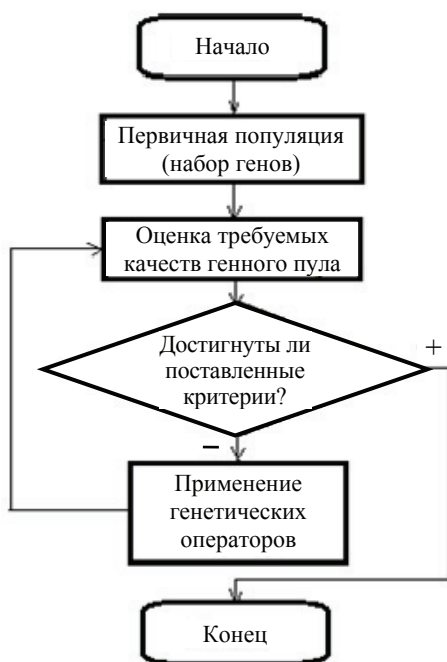 Начало
Первичная популяция
(набор генов)
Оценка требуемых
качеств генного пула
Достигнуты ли
поставленные
критерии?
+
–
Применение
генетических
операторов
Конец